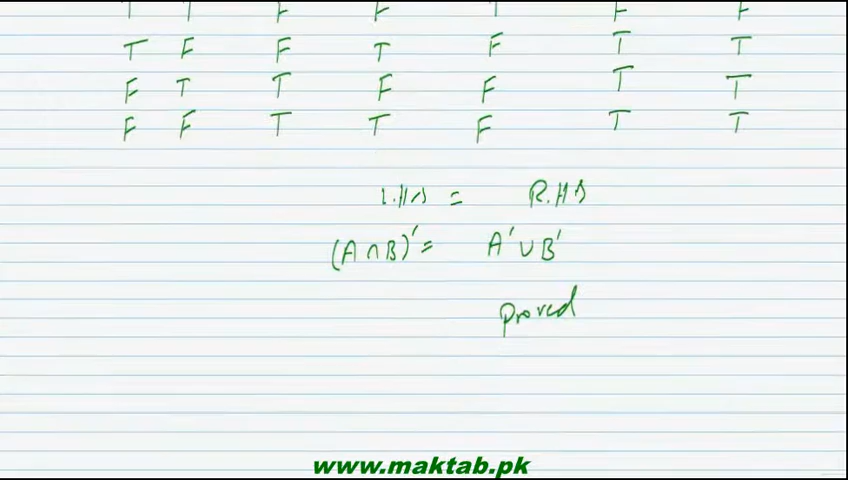 T T F F T F F
T F F T F T T
F T T F F T T
F F T T F T T
L.H.S = R.H.S
(A∩B)' = A'∪B'
Proved
www.maktab.pk